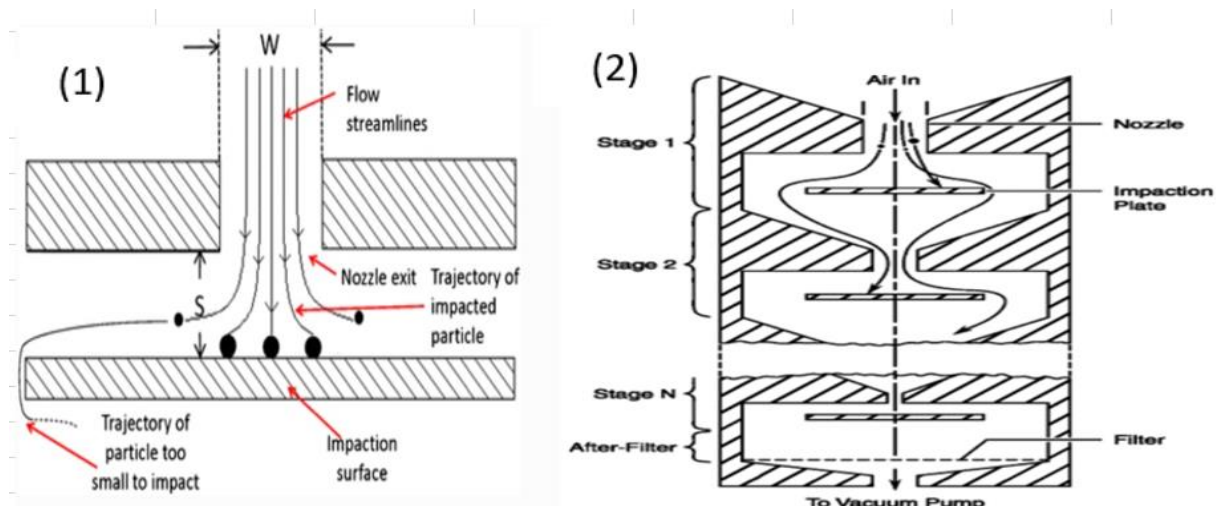 (1)
W
Flow
streamlines
Nozzle exit
Trajectory of
impacted
particle
S
Trajectory of
particle too
small to impact
Impaction
surface
(2)
Air In
Stage 1
Nozzle
Impaction
Plate
Stage 2
Stage N
After-Filter
Filter
To Vacuum Pump